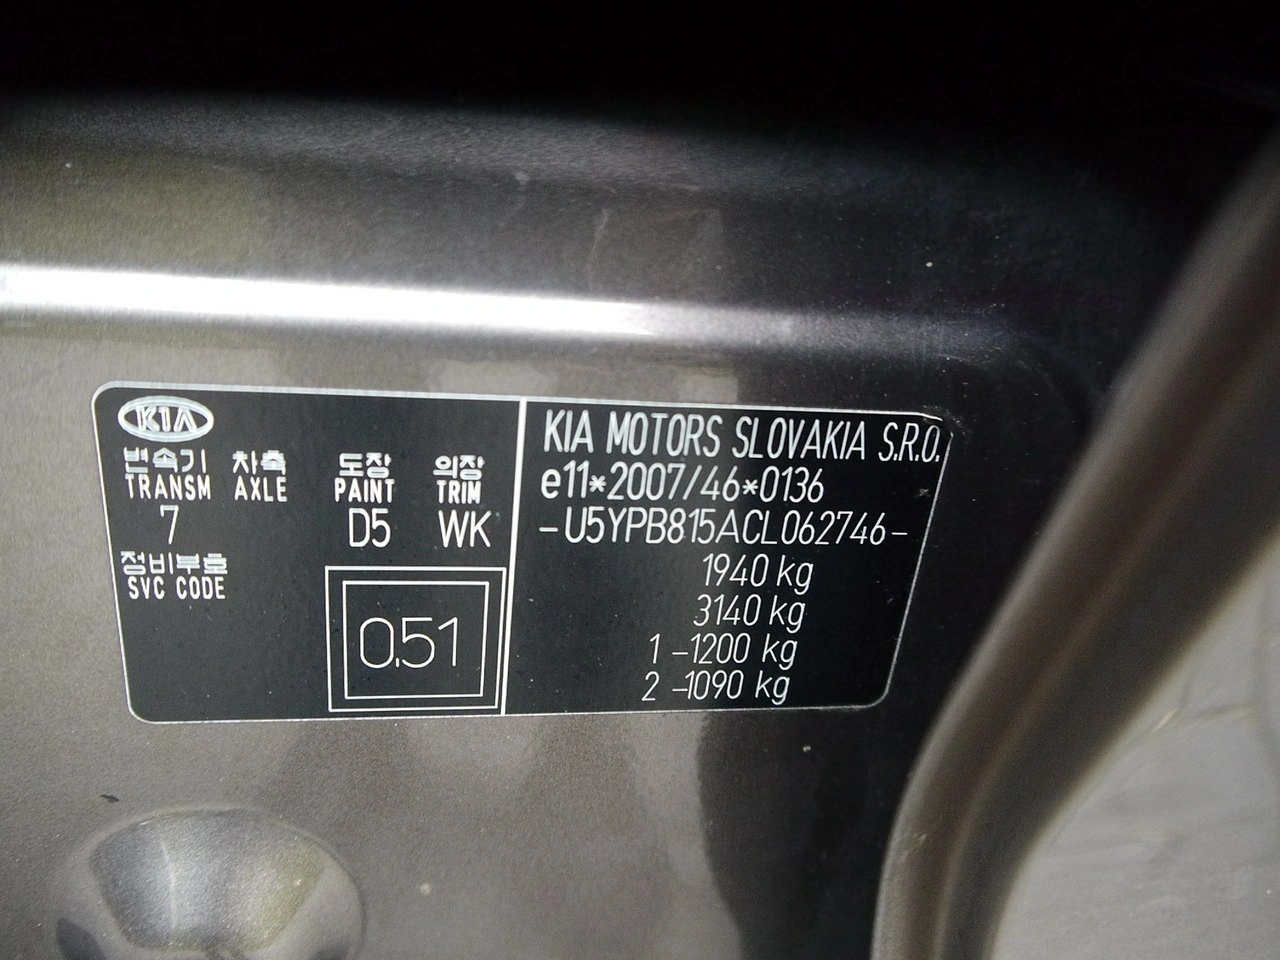 KIA
변속기 차축 도장 의장
TRANSM AXLE PAINT TRIM
7 D5 WK
정비부호
SVC CODE
0.51
KIA MOTORS SLOVAKIA S.R.O.
e11*2007/46*0136
-U5YPB815ACL062746-
1940 kg
3140 kg
1 -1200 kg
2 -1090 kg